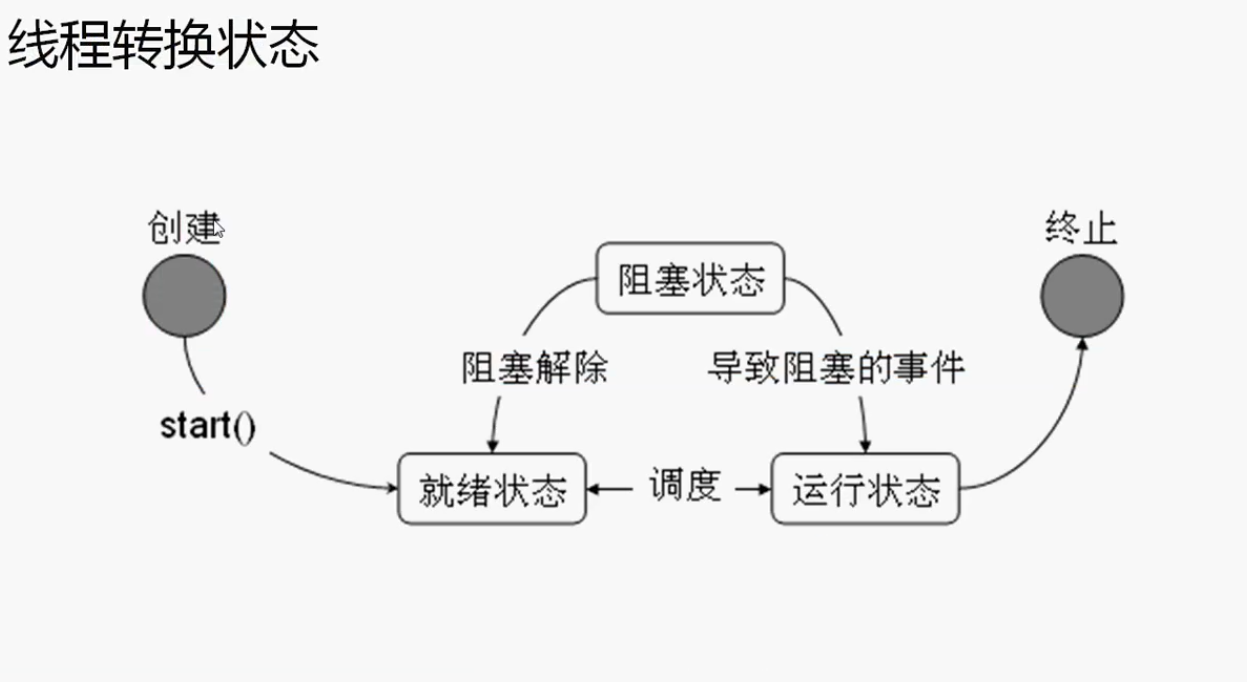 线程转换状态
创建
终止
阻塞状态
阻塞解除
导致阻塞的事件
start()
就绪状态
调度
运行状态